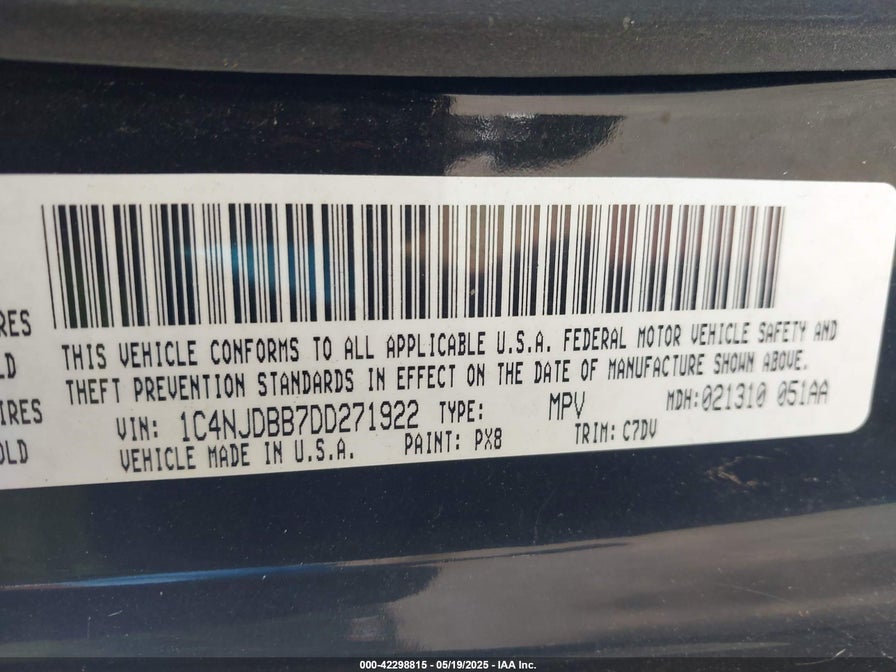 RES
LD
IRES
OLD
THIS VEHICLE CONFORMS TO ALL APPLICABLE U.S.A. FEDERAL MOTOR VEHICLE SAFETY AND
THEFT PREVENTION STANDARDS IN EFFECT ON THE DATE OF MANUFACTURE SHOWN ABOVE.
VIN: 1C4NJDBB7DD271922 TYPE: MPV MDH:021310 051AA
VEHICLE MADE IN U.S.A. PAINT: PX8 TRIM: C7DV
000-42298815 - 05/19/2025 - IAA Inc.